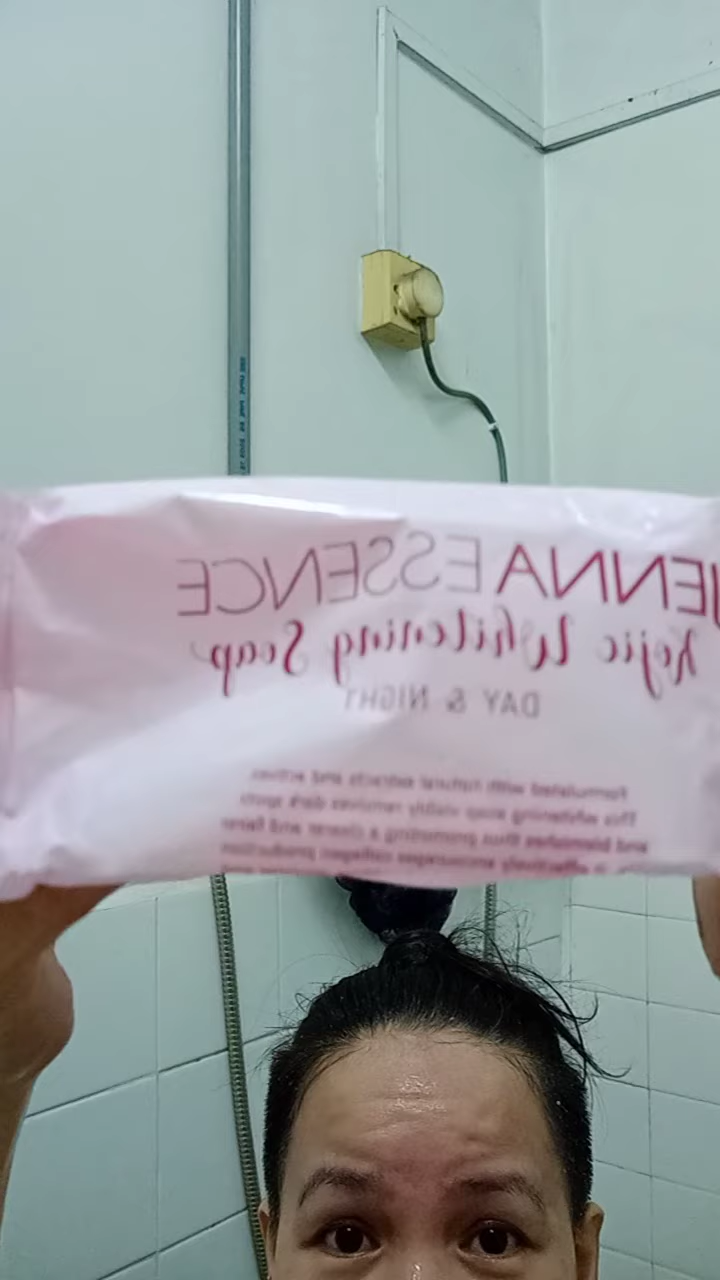 JENNA ESSENCE
Kojic Whitening Soap
DAY & NIGHT
Formulated with natural extracts and actives
This whitening soap visibly removes dark spots
and blemishes thus promoting a clearer and fairer
effectively encourages collagen production